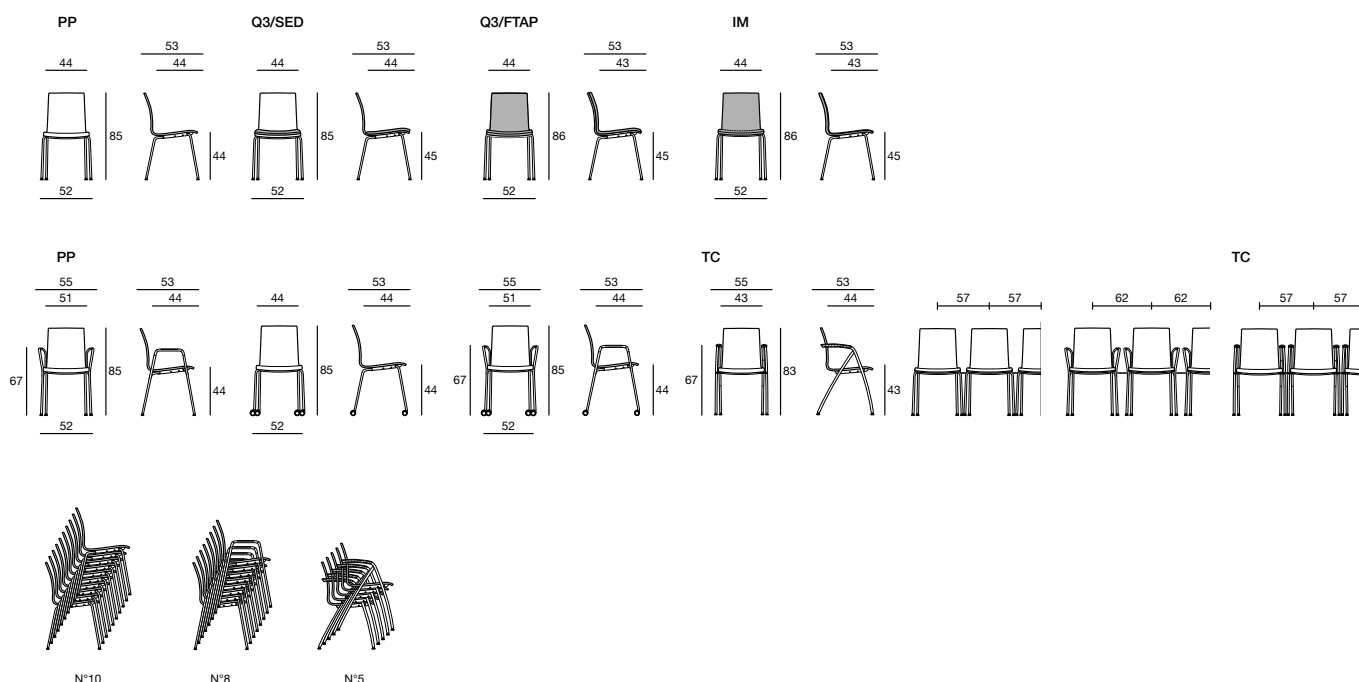 PP Q3/SED Q3/FTAP IM
53 53 53 53
44 44 44 44 44 43 44 43
85 44 85 45 86 45 86 45
52 52 52 52
PP TC TC
55 53 53 55 53 55 53
51 44 44 44 51 44 43 44 57 57 62 62 57 57
67 85 44 85 44 67 85 44 67 83 43
52 52 52
N°10 N°8 N°5